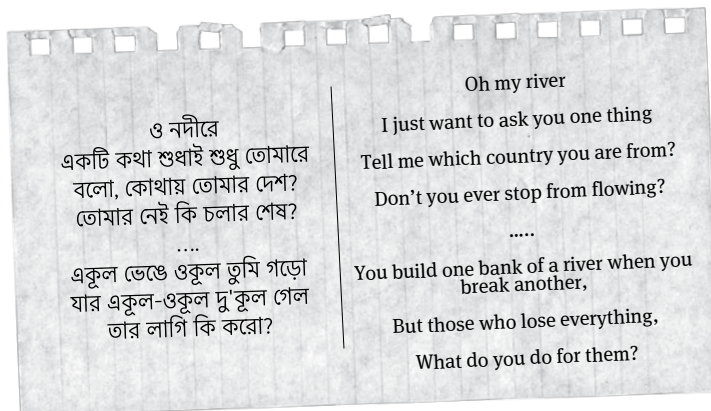 ও নদীরে
একটি কথা শুধাই শুধু তোমারে
বলো, কোথায় তোমার দেশ?
তোমার নেই কি চলার শেষ?
....
একূল ভেঙে ওকূল তুমি গড়ো
যার একূল-ওকূল দু'কূল গেল
তার লাগি কি করো?
Oh my river
I just want to ask you one thing
Tell me which country you are from?
Don’t you ever stop from flowing?
.....
You build one bank of a river when you
break another,
But those who lose everything,
What do you do for them?